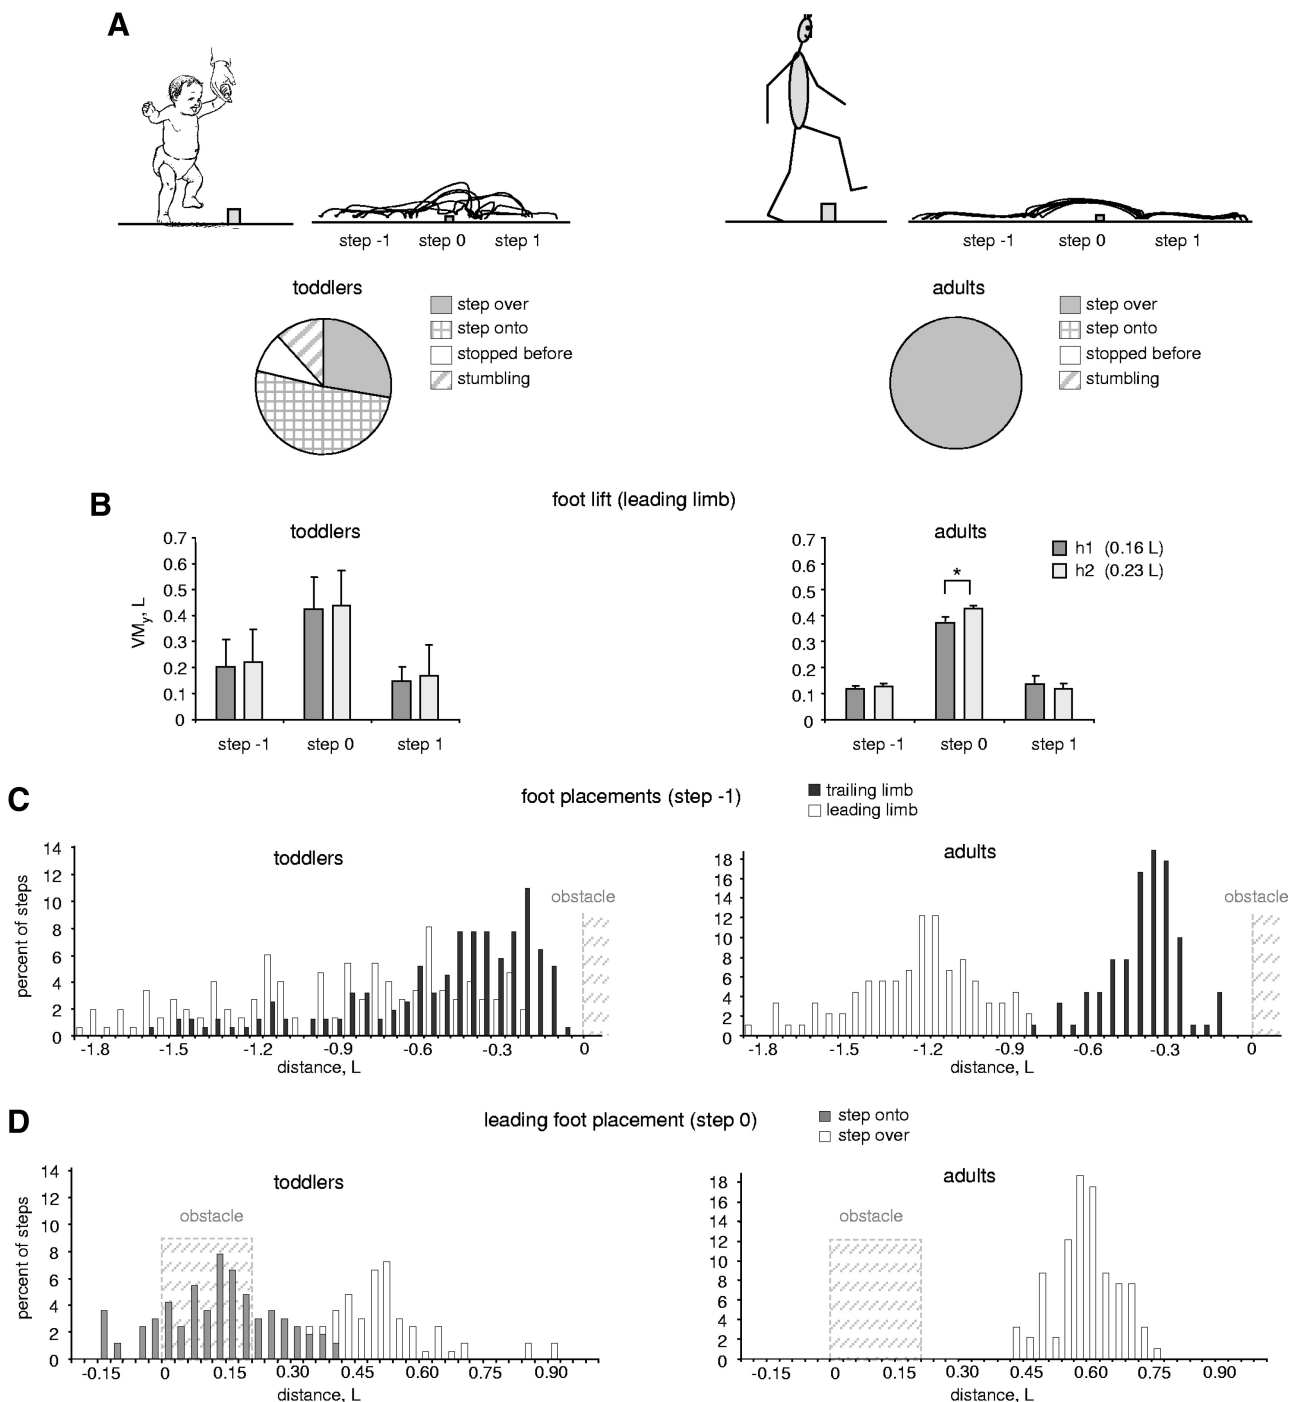 A
step -1 step 0 step 1
step -1 step 0 step 1
toddlers
step over
step onto
stopped before
stumbling
adults
step over
step onto
stopped before
stumbling
B
foot lift (leading limb)
toddlers
VMy, L
0.7
0.6
0.5
0.4
0.3
0.2
0.1
0
step -1 step 0 step 1
adults
0.7
0.6
0.5
0.4
0.3
0.2
0.1
0
*
h1 (0.16 L)
h2 (0.23 L)
step -1 step 0 step 1
C
foot placements (step -1)
trailing limb
leading limb
toddlers
percent of steps
14
12
10
8
6
4
2
0
obstacle
-1.8 -1.5 -1.2 -0.9 -0.6 -0.3 0
distance, L
adults
18
16
14
12
10
8
6
4
2
0
obstacle
-1.8 -1.5 -1.2 -0.9 -0.6 -0.3 0
distance, L
D
leading foot placement (step 0)
step onto
step over
toddlers
percent of steps
14
12
10
8
6
4
2
0
obstacle
-0.15 0 0.15 0.30 0.45 0.60 0.75 0.90
distance, L
adults
18
16
14
12
10
8
6
4
2
0
obstacle
-0.15 0 0.15 0.30 0.45 0.60 0.75 0.90
distance, L